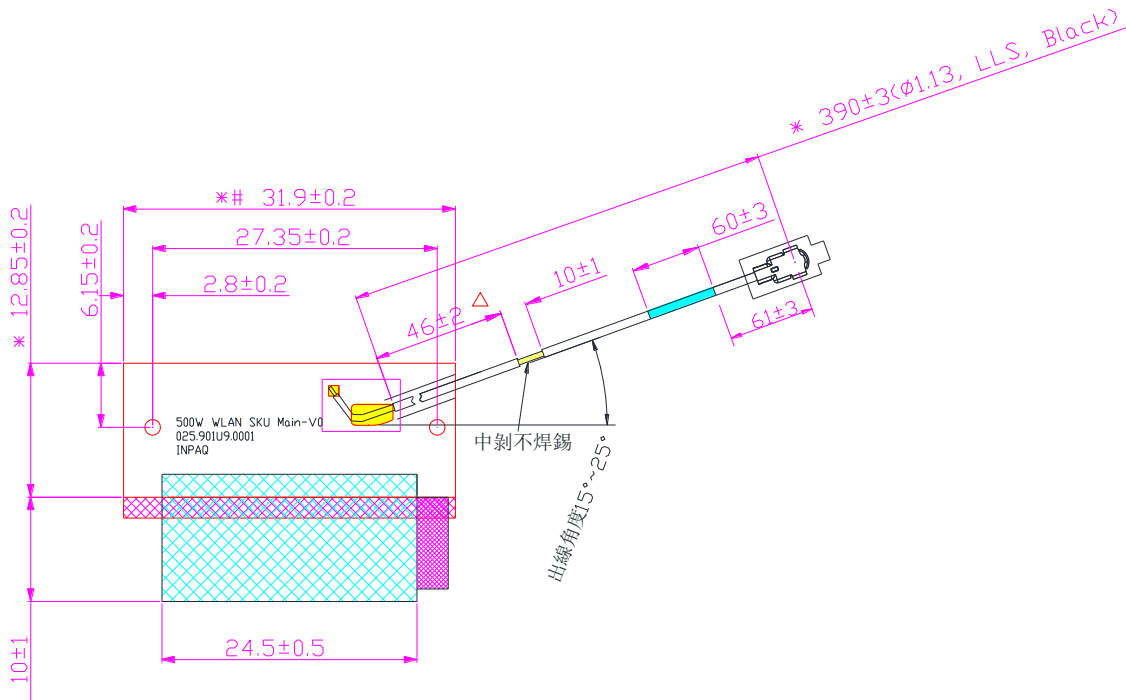 * 390±3(ø1.13, LLS, Black)
*# 31.9±0.2
27.35±0.2
2.8±0.2
* 12.85±0.2
6.15±0.2
60±3
10±1
46±2
61±3
500W WLAN SKU Main-V0
025.901U9.0001
INPAQ
中剝不焊錫
出線角度15°~25°
24.5±0.5
10±1